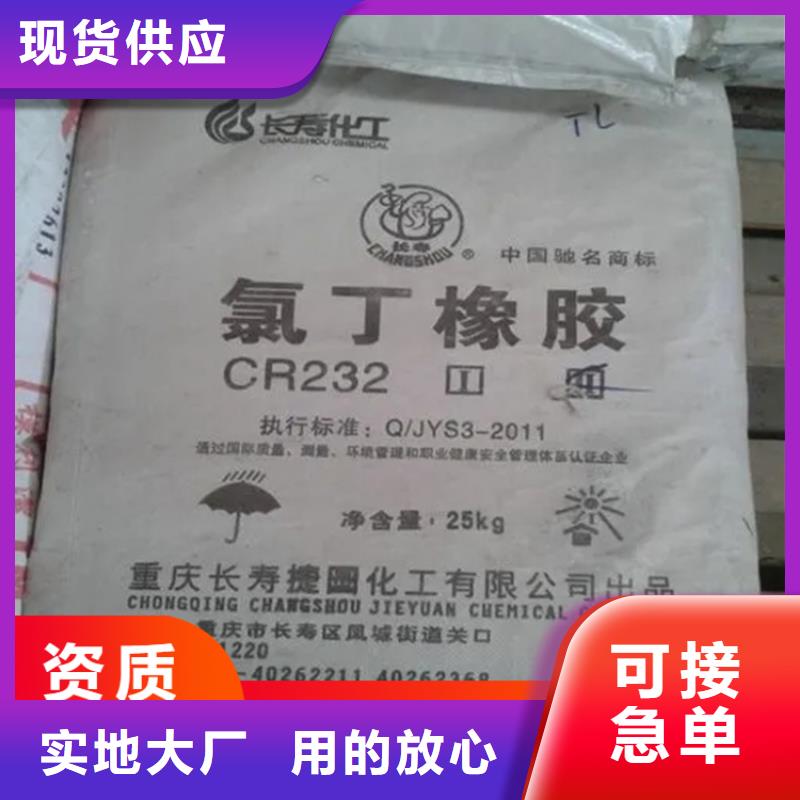 现货供应
长寿化工
CHANGSHOU CHEMICAL
TL
长寿
CHANGSHOU ®
中国驰名商标
氯丁橡胶
CR232 I
执行标准：Q/JYS3-2011
通过国际质量、测量、环境管理和职业健康安全管理体系认证企业
净含量：25kg
重庆长寿捷圆化工有限公司出品
CHONGQING CHANGSHOU JIEYUAN CHEMICAL
重庆市长寿区凤城街道关口
1220
-40262211 40262368
资质
实地大厂 用的放心
可接
急单